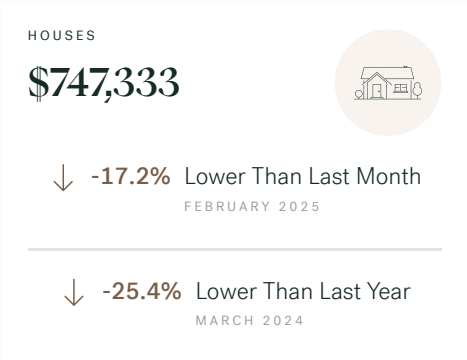 HOUSES
$747,333
-17.2% Lower Than Last Month
FEBRUARY 2025
-25.4% Lower Than Last Year
MARCH 2024